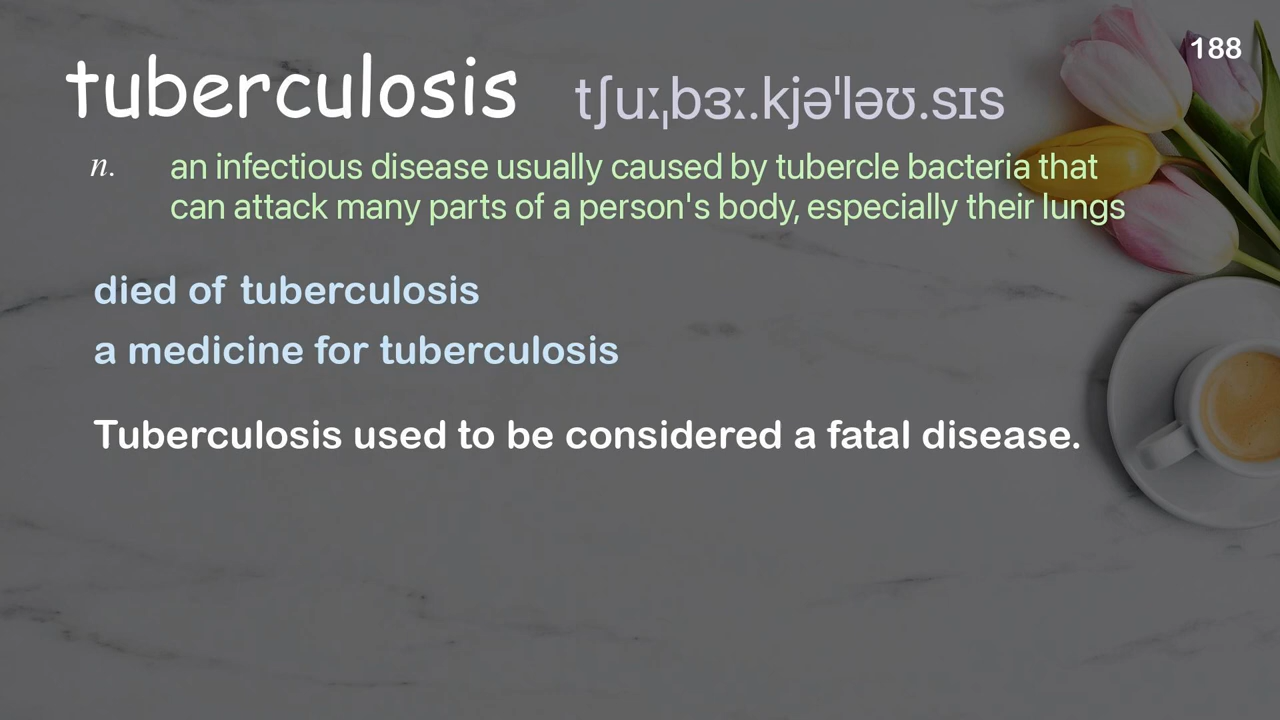 188
tuberculosis tʃuːˌbɜː.kjəˈləʊ.sɪs
n. an infectious disease usually caused by tubercle bacteria that
can attack many parts of a person's body, especially their lungs
died of tuberculosis
a medicine for tuberculosis
Tuberculosis used to be considered a fatal disease.